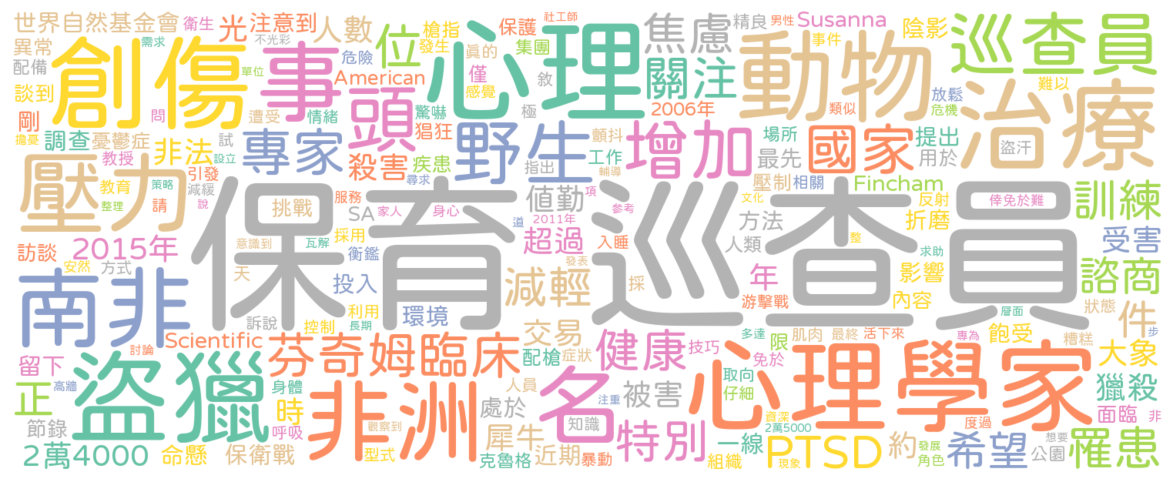 世界自然基金會
衛生
光
注意到
人數
位
槍指
發生
社工師
保護
集團
真的
僅
焦慮
精良
男性
Susanna
陰影
巡查員
異常
配備
需求
不光彩
危險
創傷
事
心理
動物
事件
難以
談到
單位
American
關注
感覺
敘
極
2006年
類似
放鬆
危機
治療
剛
問
遭受
情緒
頭
驚嚇
猖狂
擔憂
調查
憂鬱症
試
設立
教授
非法
引發
專家
殺害
疾患
野生
顫抖
工作
指出
輔導
增加
場所
最先
國家
提出
用於
盜汗
壓力
教育
策略
減緩
整理
請
說
尋求
保育巡查員
服務
家人
項
壓制
相關
文化
Fincham
反射
倖免於難
訓練
挑戰
SA
身心
值勤
道
2011年
參考
方法
折磨
訪談
2015年
意識到
瓦解
採用
超過
入睡
人類
整
求助
受害
安然
方式
天
衡鑑
發表
年
影響
層面
諮商
南非
投入
減輕
採
游擊戰
內容
狀態
訴說
控制
利用
長期
環境
件
步
Scientific
交易
健康
多達
限
肌肉
最終
活下來
專為
飽受
糟糕
留下
討論
盜獵
芬奇姆臨床
配槍
症狀
技巧
免於
心理學家
大象
高牆
身體
非洲
人員
注重
名
被害
取向
仔細
獵殺
正
時
處於
知識
一線
資深
度過
面臨
非
節錄
呼吸
觀察到
犀牛
特別
2萬5000
2萬4000
命懸
保衛戰
型式
克魯格
近期
暴動
組織
PTSD
現象
約
發展
角色
希望
想要
公園
罹患